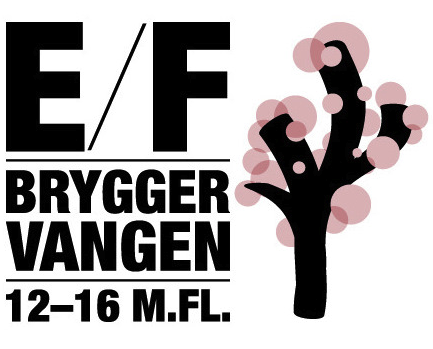 E/F
BRYGGER
VANGEN
12–16 M.FL.